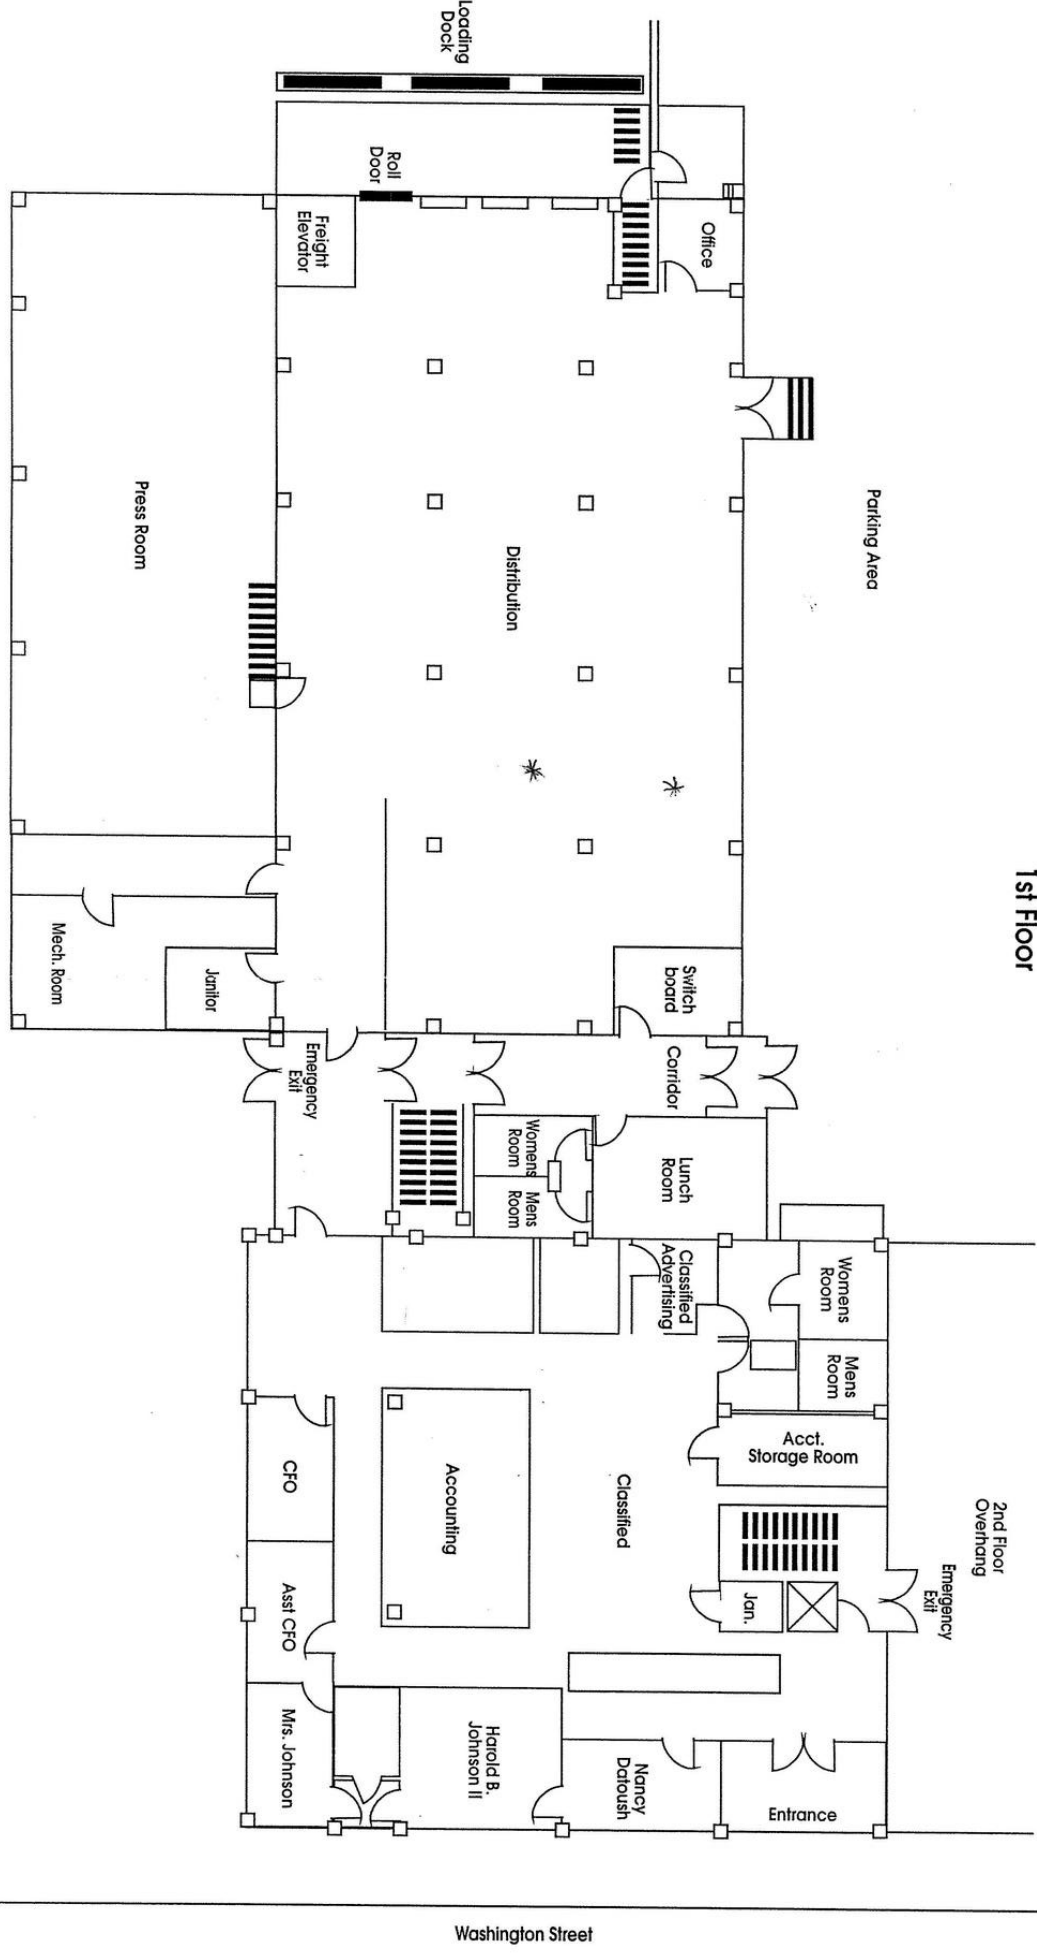 1st Floor
Loading
Dock
Roll
Door
Freight
Elevator
Office
Parking Area
Press Room
Distribution
Mech. Room
Janitor
Switch
board
Emergency
Exit
Corridor
Womens
Room
Mens
Room
Lunch
Room
Classified
Advertising
Womens
Room
Mens
Room
Acct.
Storage Room
CFO
Accounting
Classified
2nd Floor
Overhang
Emergency
Exit
Jan.
Asst CFO
Mrs. Johnson
Harold B.
Johnson II
Nancy
Datoush
Entrance
Washington Street